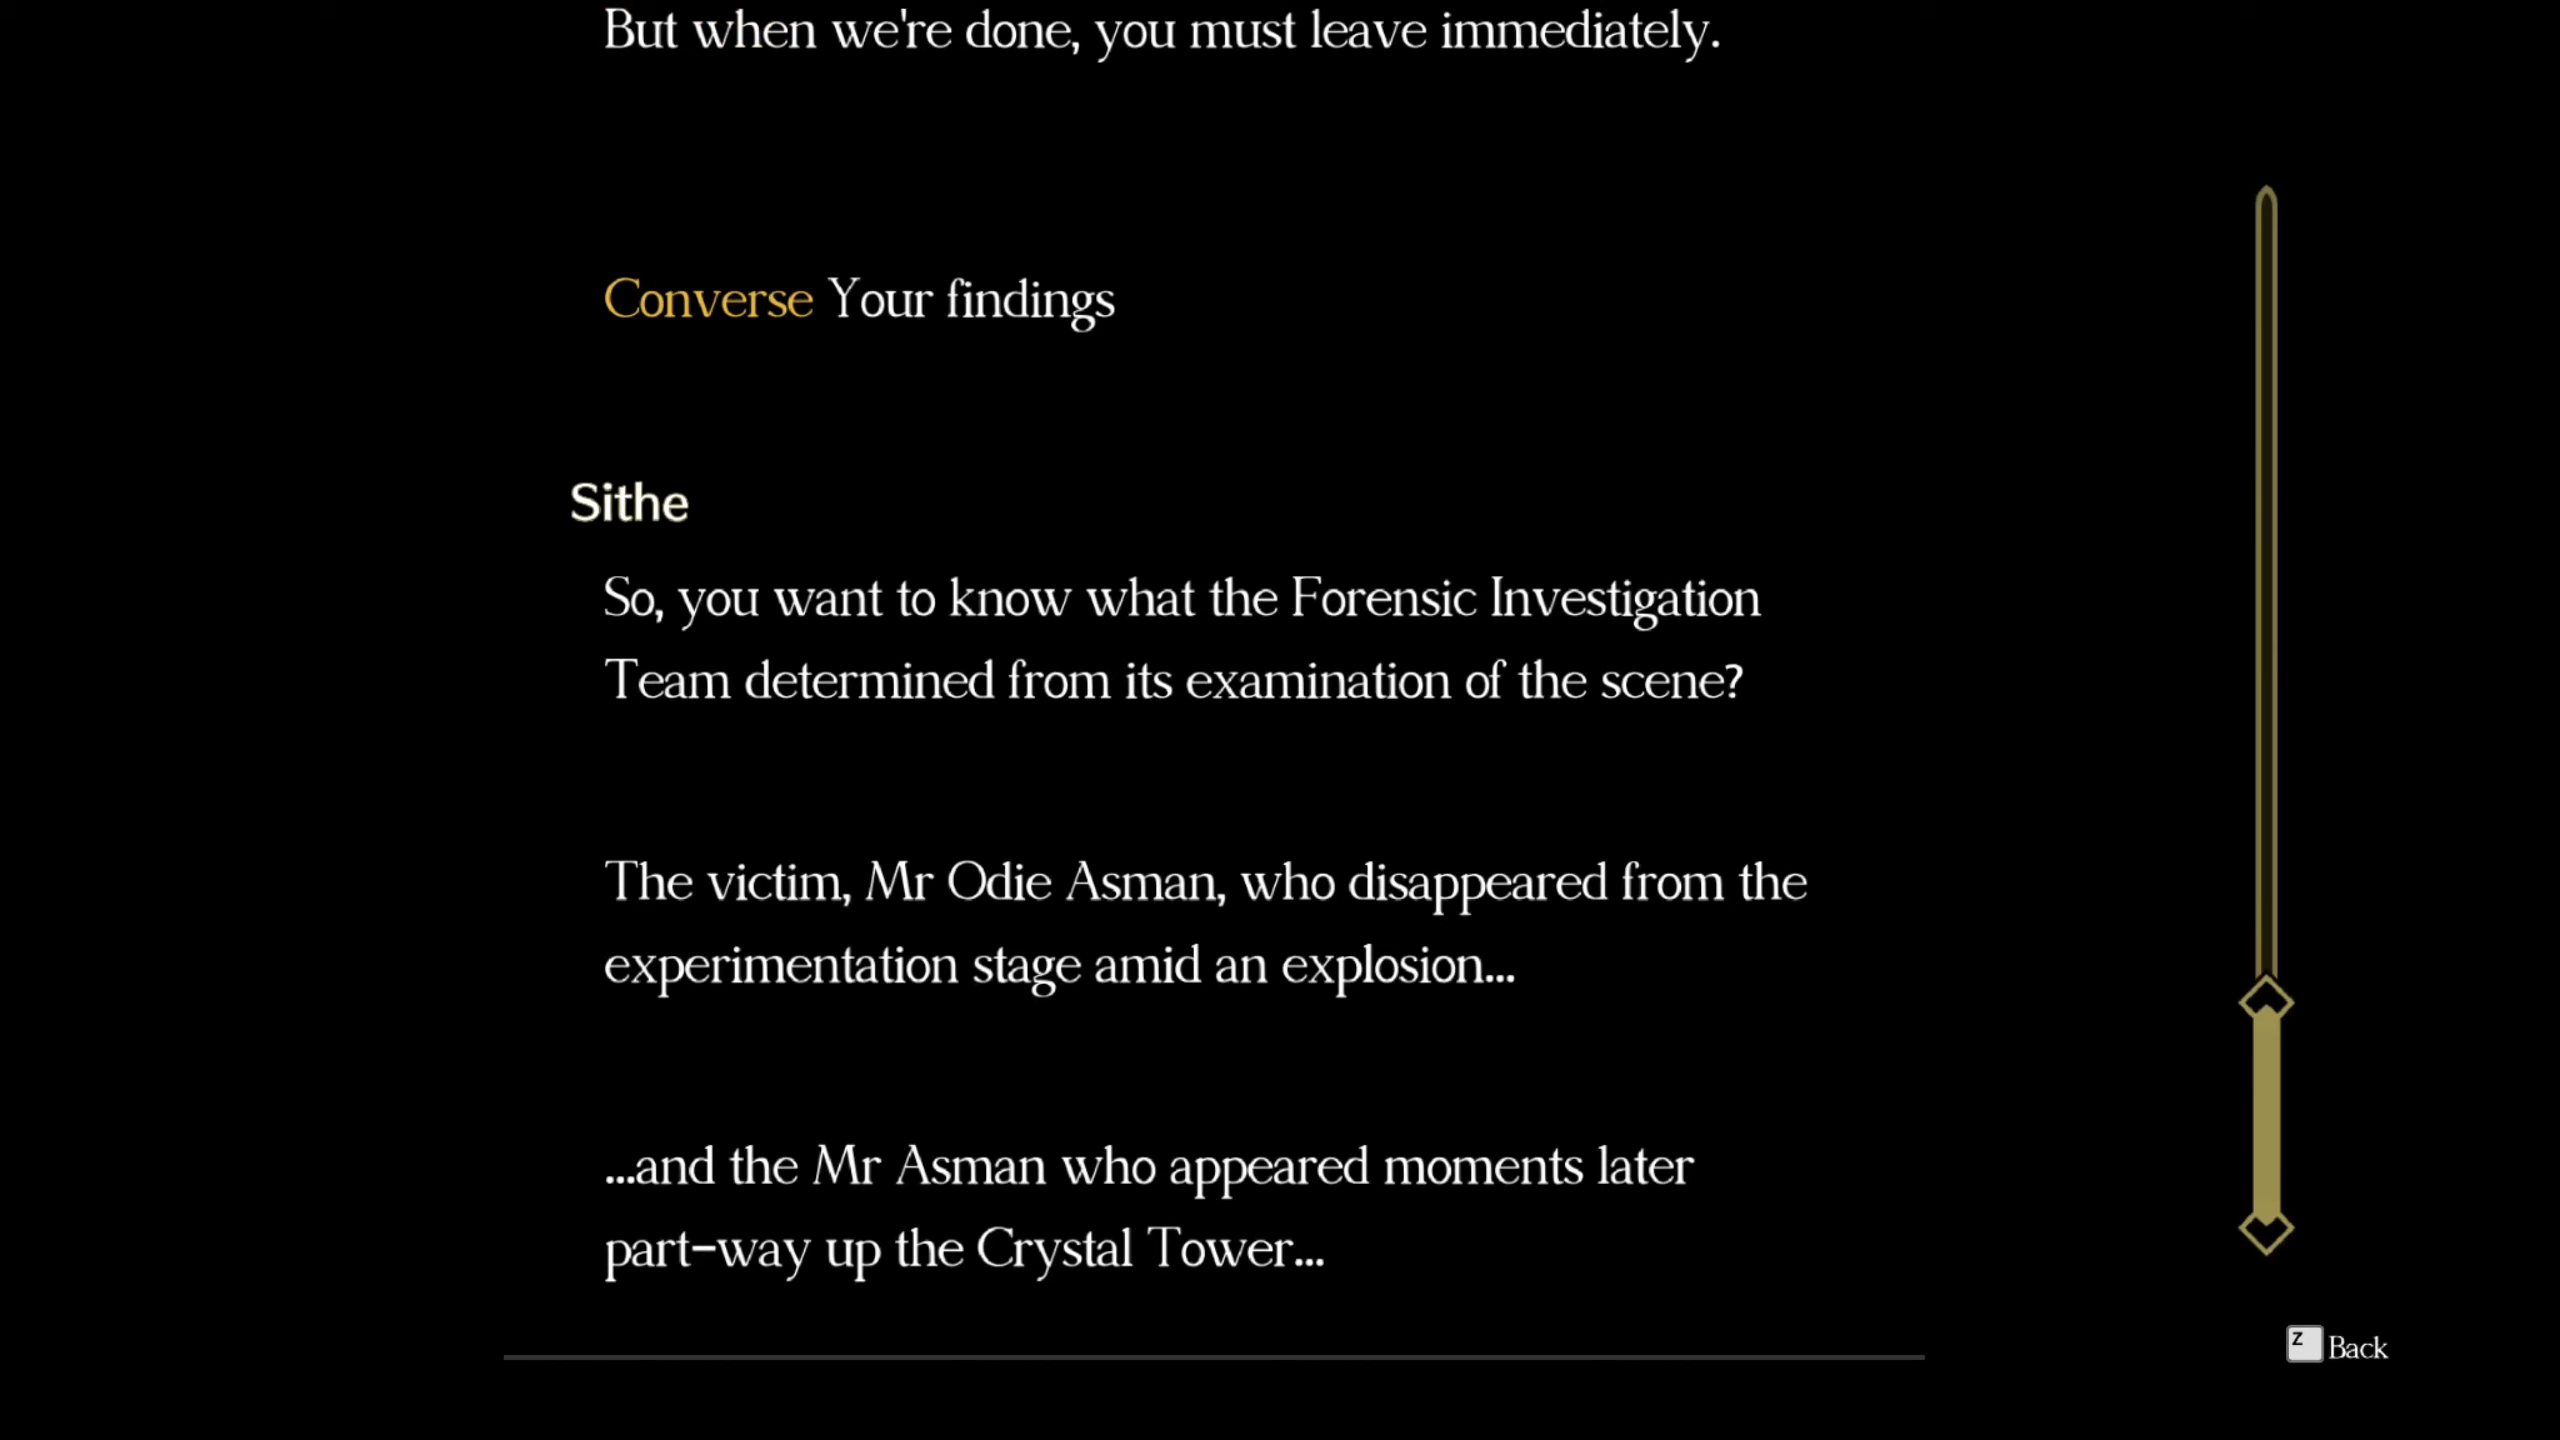 But when we're done, you must leave immediately.
Converse Your findings
Sithe
So, you want to know what the Forensic Investigation
Team determined from its examination of the scene?
The victim, Mr Odie Asman, who disappeared from the
experimentation stage amid an explosion...
...and the Mr Asman who appeared moments later
part-way up the Crystal Tower...
Z Back